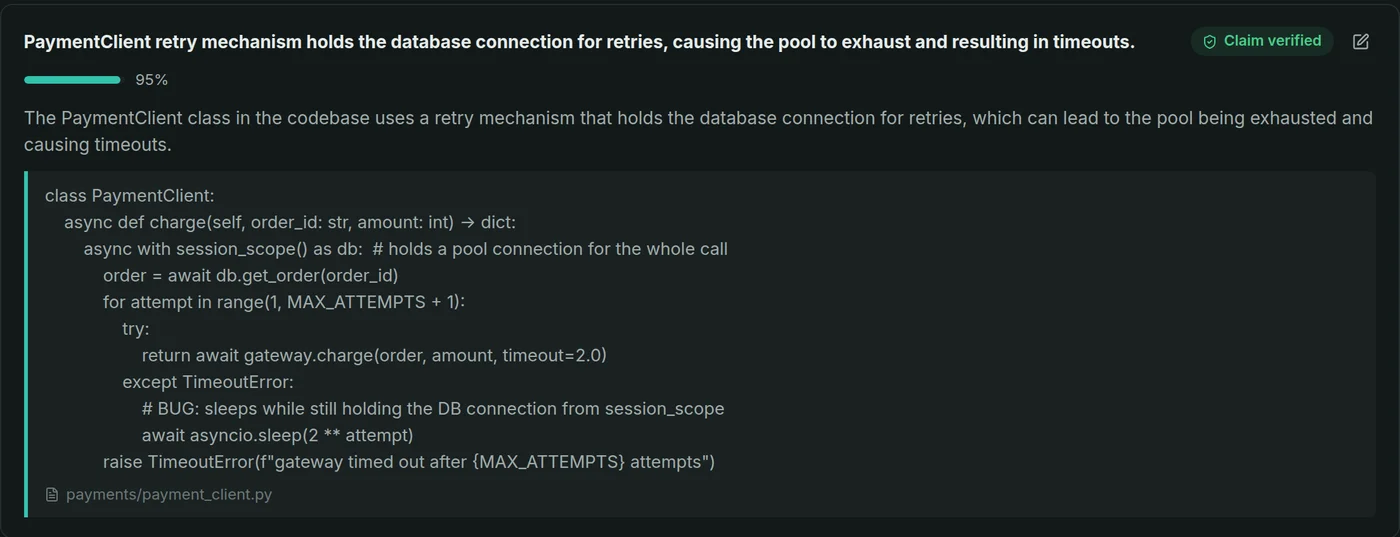 PaymentClient retry mechanism holds the database connection for retries, causing the pool to exhaust and resulting in timeouts.
Claim verified
95%
The PaymentClient class in the codebase uses a retry mechanism that holds the database connection for retries, which can lead to the pool being exhausted and
causing timeouts.
class PaymentClient:
    async def charge(self, order_id: str, amount: int) → dict:
        async with session_scope() as db:  # holds a pool connection for the whole call
            order = await db.get_order(order_id)
            for attempt in range(1, MAX_ATTEMPTS + 1):
                try:
                    return await gateway.charge(order, amount, timeout=2.0)
                except TimeoutError:
                    # BUG: sleeps while still holding the DB connection from session_scope
                    await asyncio.sleep(2 ** attempt)
            raise TimeoutError(f"gateway timed out after {MAX_ATTEMPTS} attempts")
payments/payment_client.py